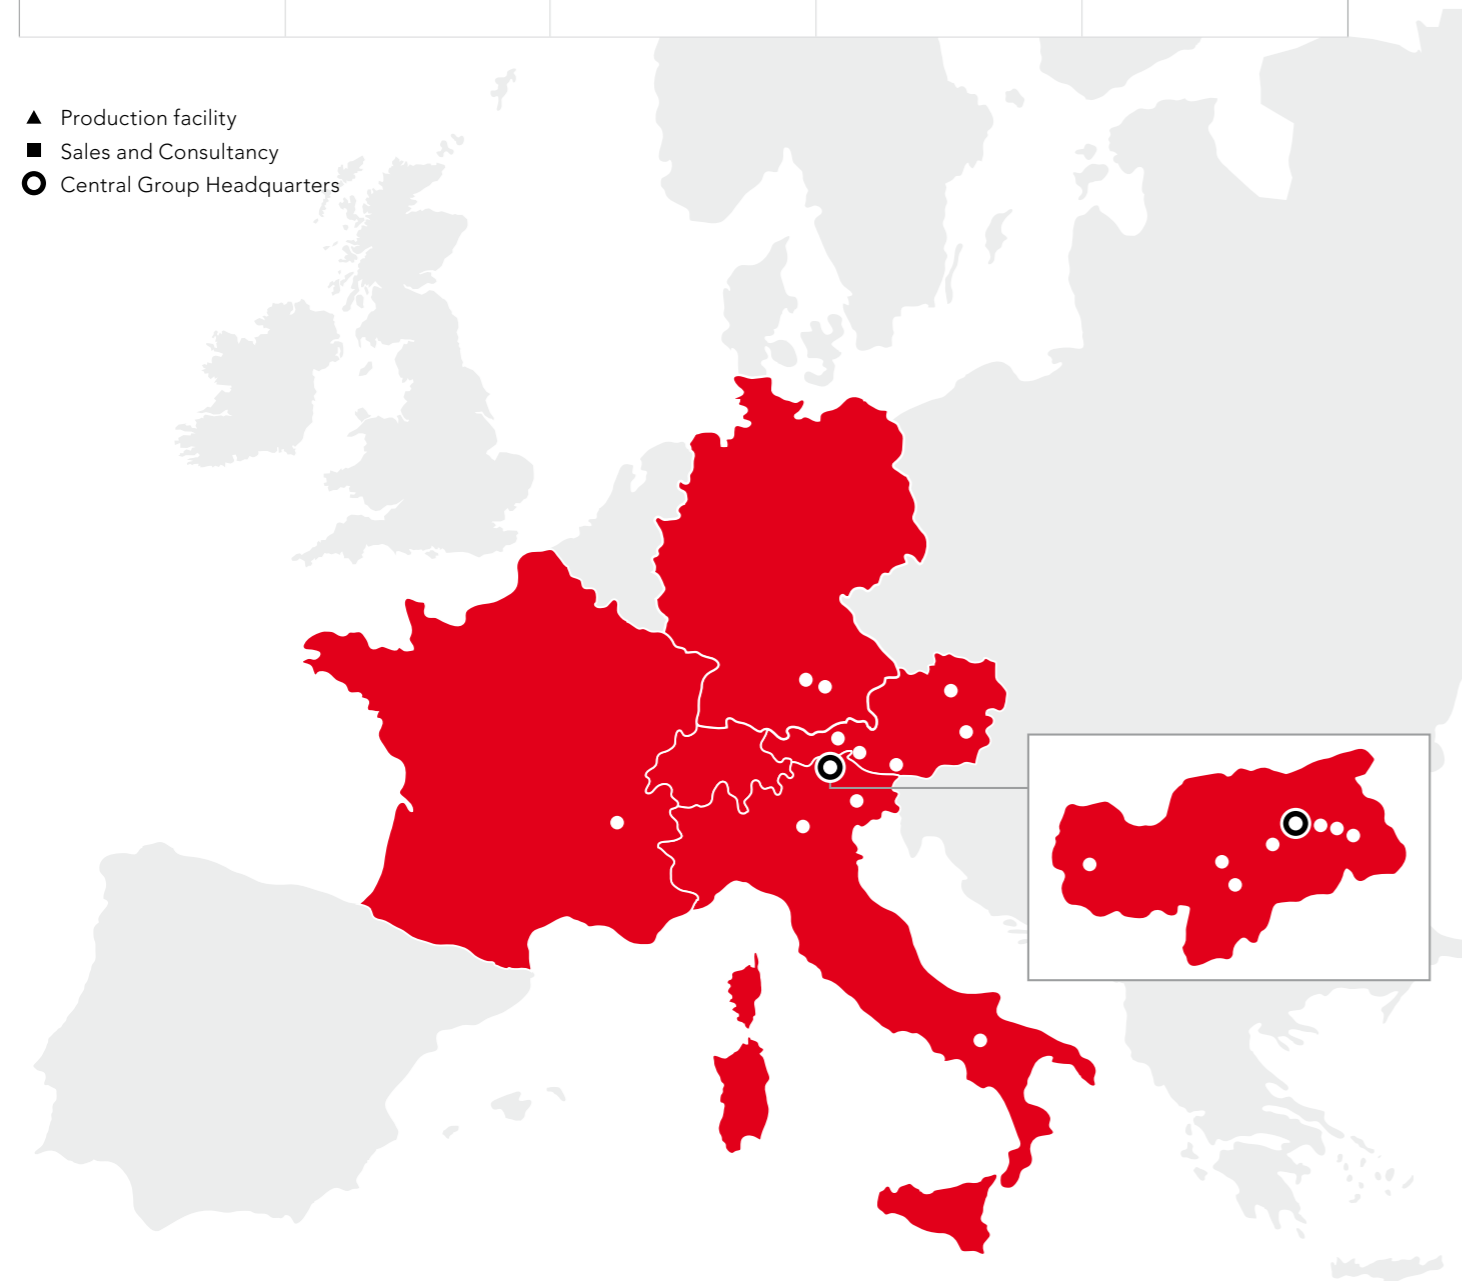 Production facility
Sales and Consultancy
Central Group Headquarters